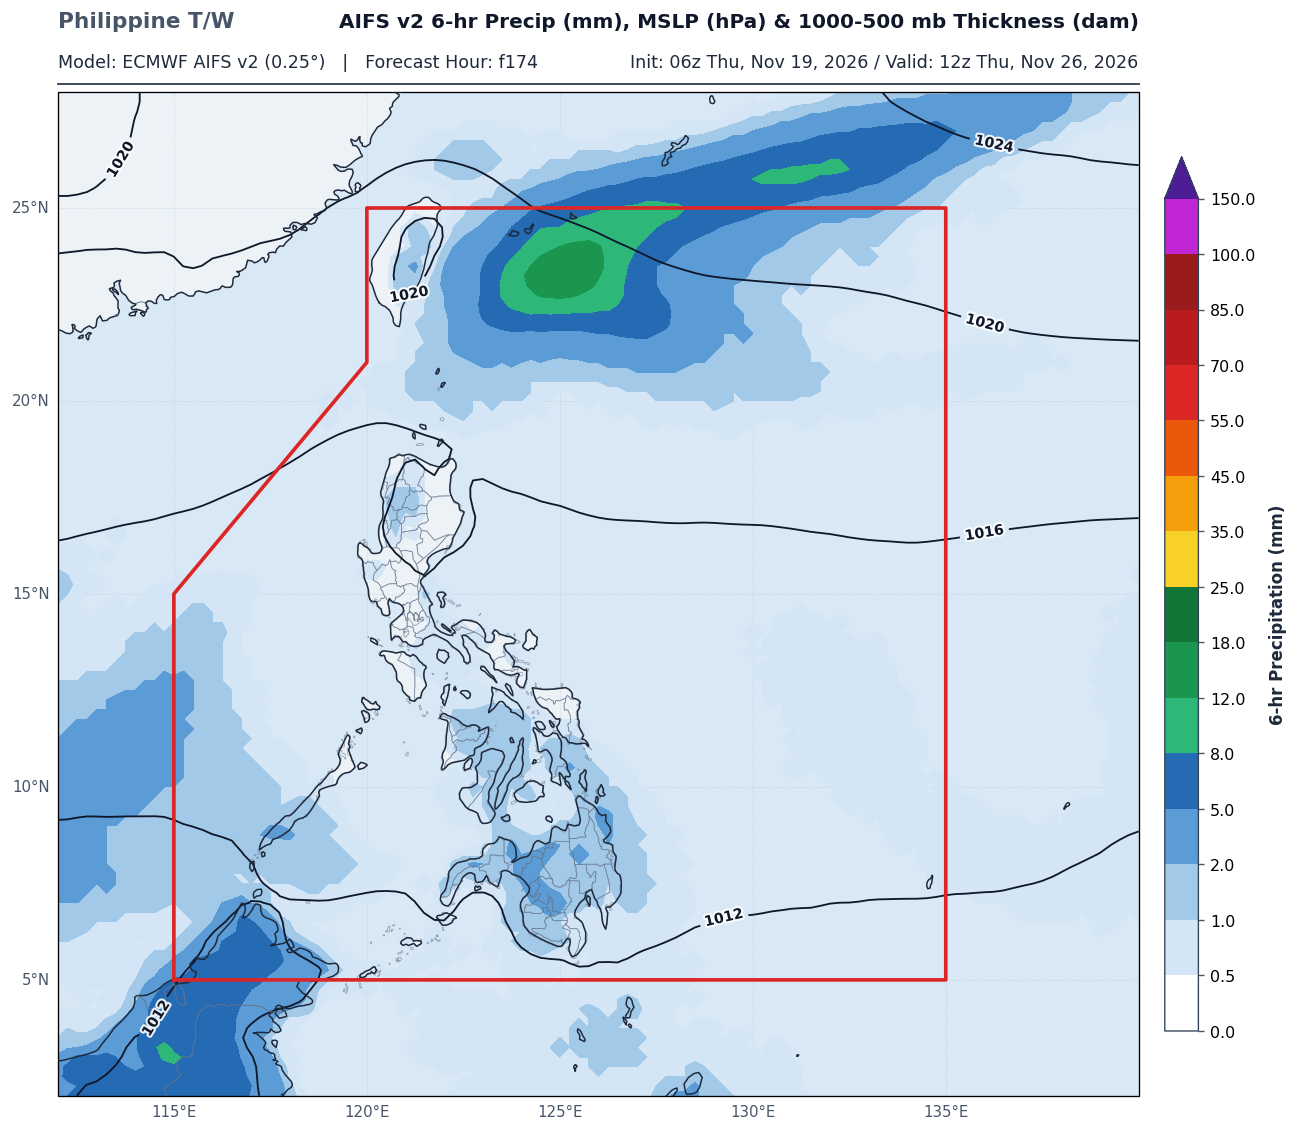 Philippine T/W
AIFS v2 6-hr Precip (mm), MSLP (hPa) & 1000-500 mb Thickness (dam)
Model: ECMWF AIFS v2 (0.25°) | Forecast Hour: f174
Init: 06z Thu, Nov 19, 2026 / Valid: 12z Thu, Nov 26, 2026
1020
1024
1020
1020
1016
1012
1012
25°N
20°N
15°N
10°N
5°N
115°E
120°E
125°E
130°E
135°E
150.0
100.0
85.0
70.0
55.0
45.0
35.0
25.0
18.0
12.0
8.0
5.0
2.0
1.0
0.5
0.0
6-hr Precipitation (mm)